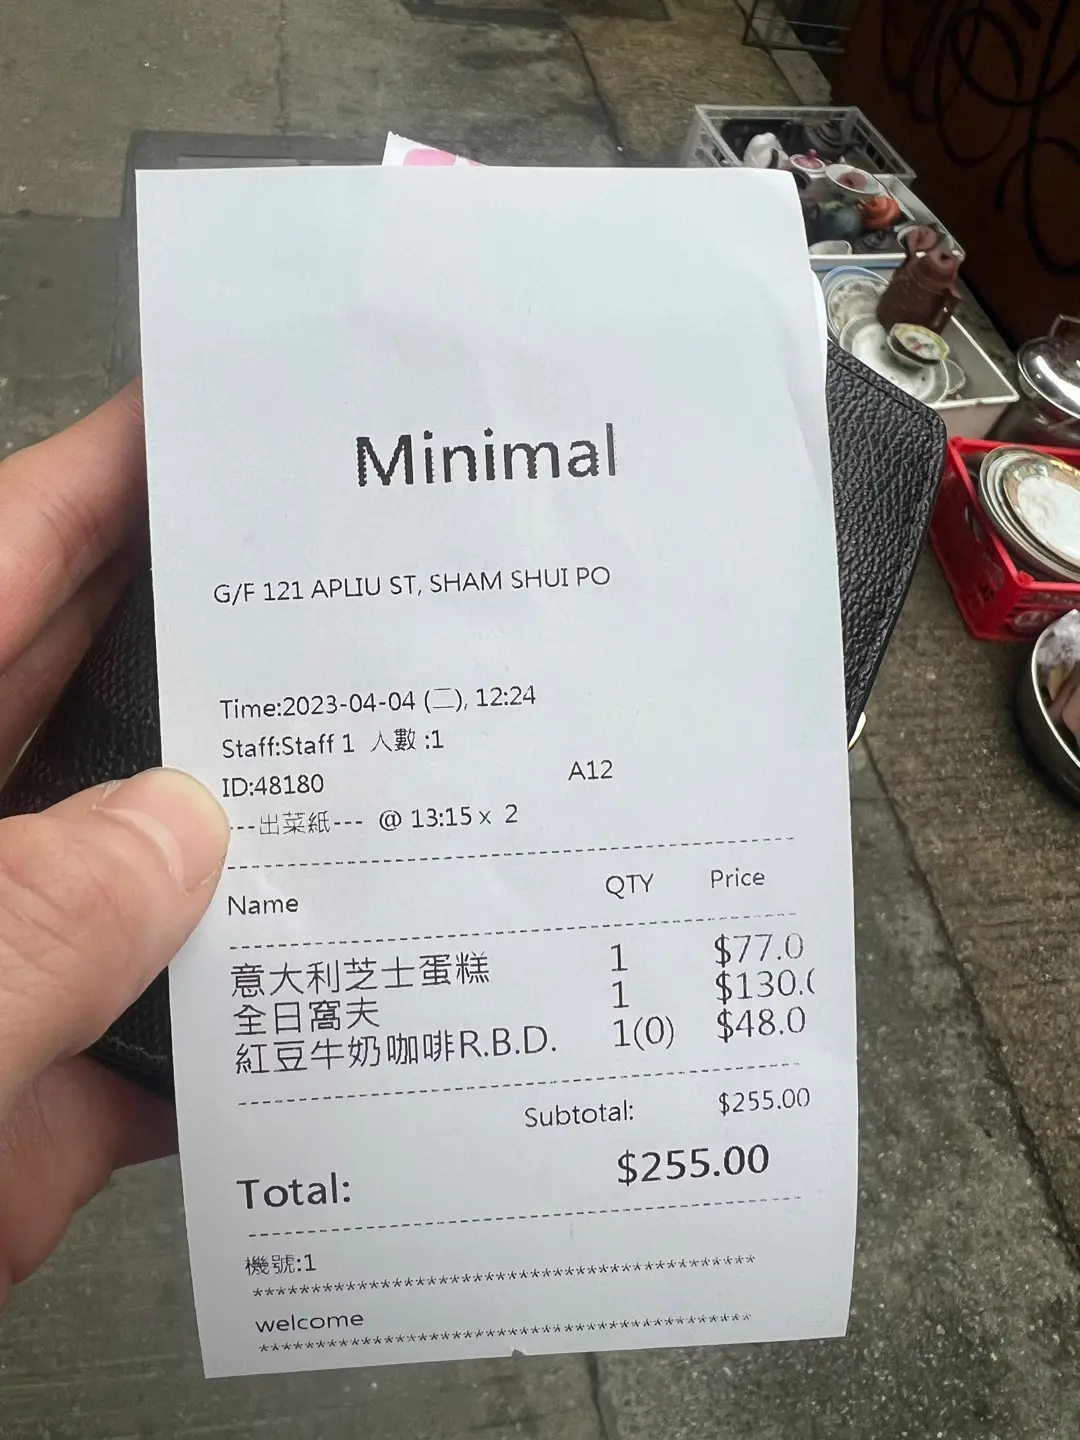 Minimal
G/F 121 APLIU ST, SHAM SHUI PO
Time:2023-04-04 (二), 12:24
Staff:Staff 1 人數 :1
ID:48180 A12
---出菜紙--- @ 13:15 x 2
Name QTY Price
意大利芝士蛋糕 1 $77.0
全日窩夫 1 $130.0
紅豆牛奶咖啡R.B.D. 1(0) $48.0
Subtotal: $255.00
Total: $255.00
機號:1
********************************************
welcome
********************************************